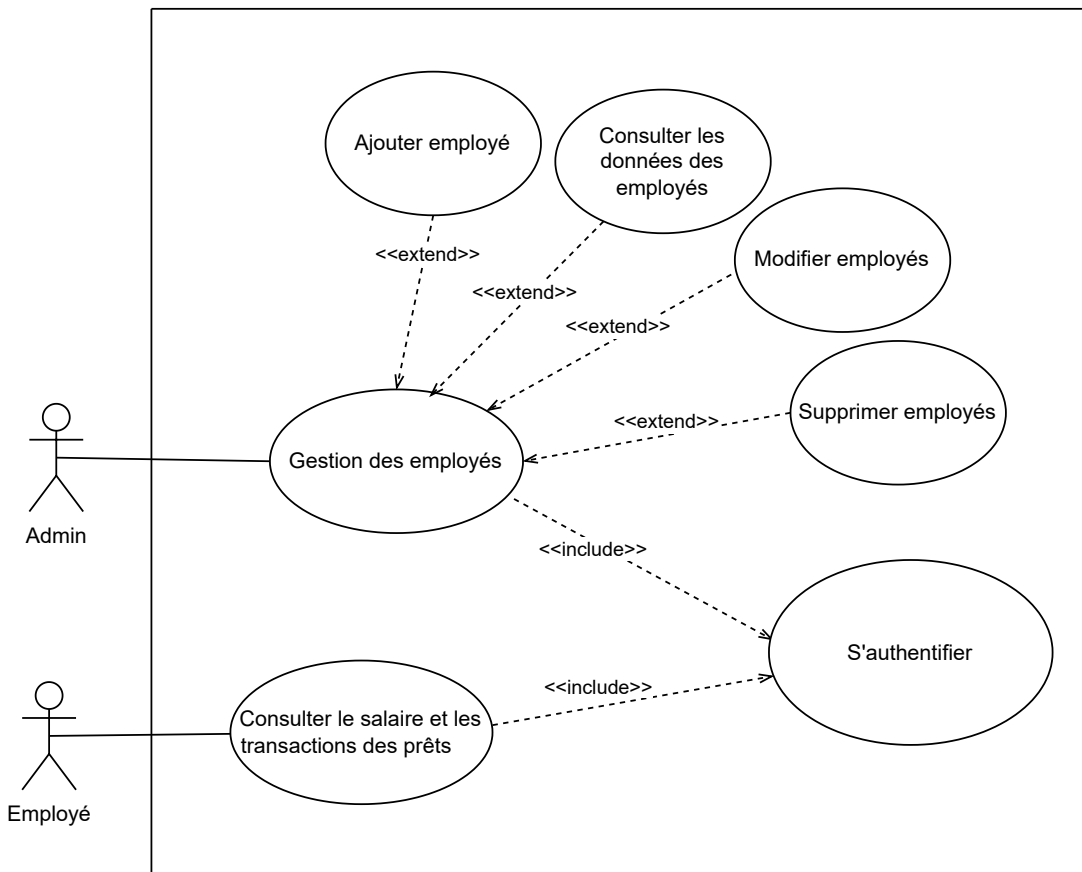 Ajouter employé
Consulter les
données des
employés
<<extend>>
Modifier employés
<<extend>>
<<extend>>
Supprimer employés
<<extend>>
Gestion des employés
Admin
<<include>>
S'authentifier
<<include>>
Consulter le salaire et les
transactions des prêts
Employé